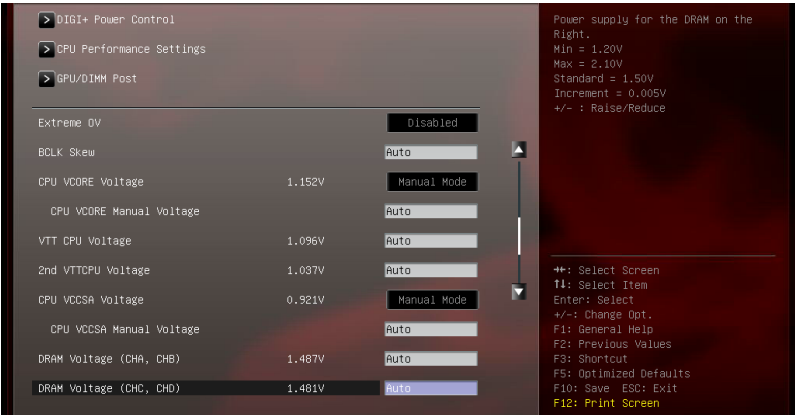 DIGI+ Power Control
CPU Performance Settings
GPU/DIMM Post
Extreme OV Disabled
BCLK Skew Auto
CPU VCORE Voltage 1.152V Manual Mode
CPU VCORE Manual Voltage Auto
VTT CPU Voltage 1.096V Auto
2nd VTTCPU Voltage 1.037V Auto
CPU VCCSA Voltage 0.921V Manual Mode
CPU VCCSA Manual Voltage Auto
DRAM Voltage (CHA, CHB) 1.487V Auto
DRAM Voltage (CHC, CHD) 1.481V Auto
Power supply for the DRAM on the
Right.
Min = 1.20V
Max = 2.10V
Standard = 1.50V
Increment = 0.005V
+/- : Raise/Reduce
→←: Select Screen
↑↓: Select Item
Enter: Select
+/-: Change Opt.
F1: General Help
F2: Previous Values
F3: Shortcut
F5: Optimized Defaults
F10: Save ESC: Exit
F12: Print Screen